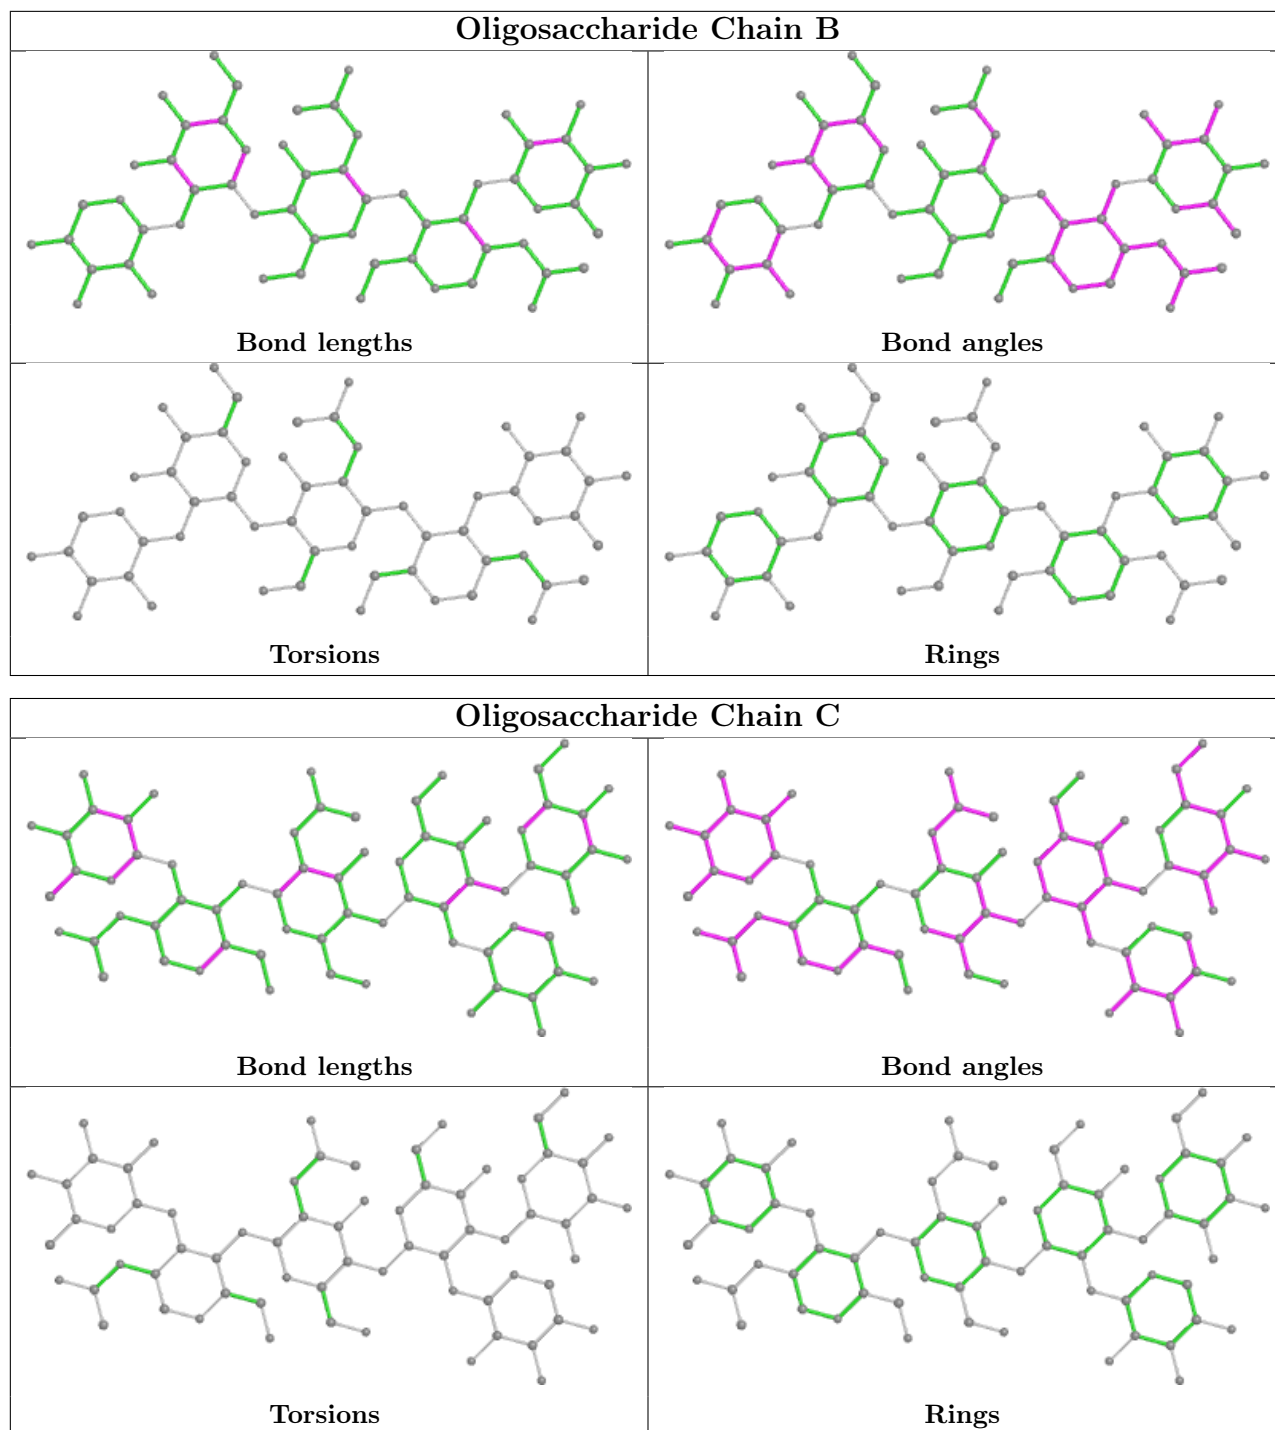 Oligosaccharide Chain B
Bond lengths
Bond angles
Torsions
Rings
Oligosaccharide Chain C
Bond lengths
Bond angles
Torsions
Rings